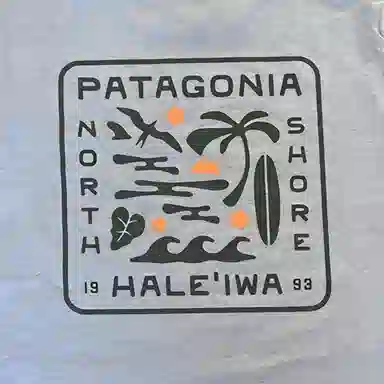 PATAGONIA
NORTH
SHORE
19 HALE'IWA 93